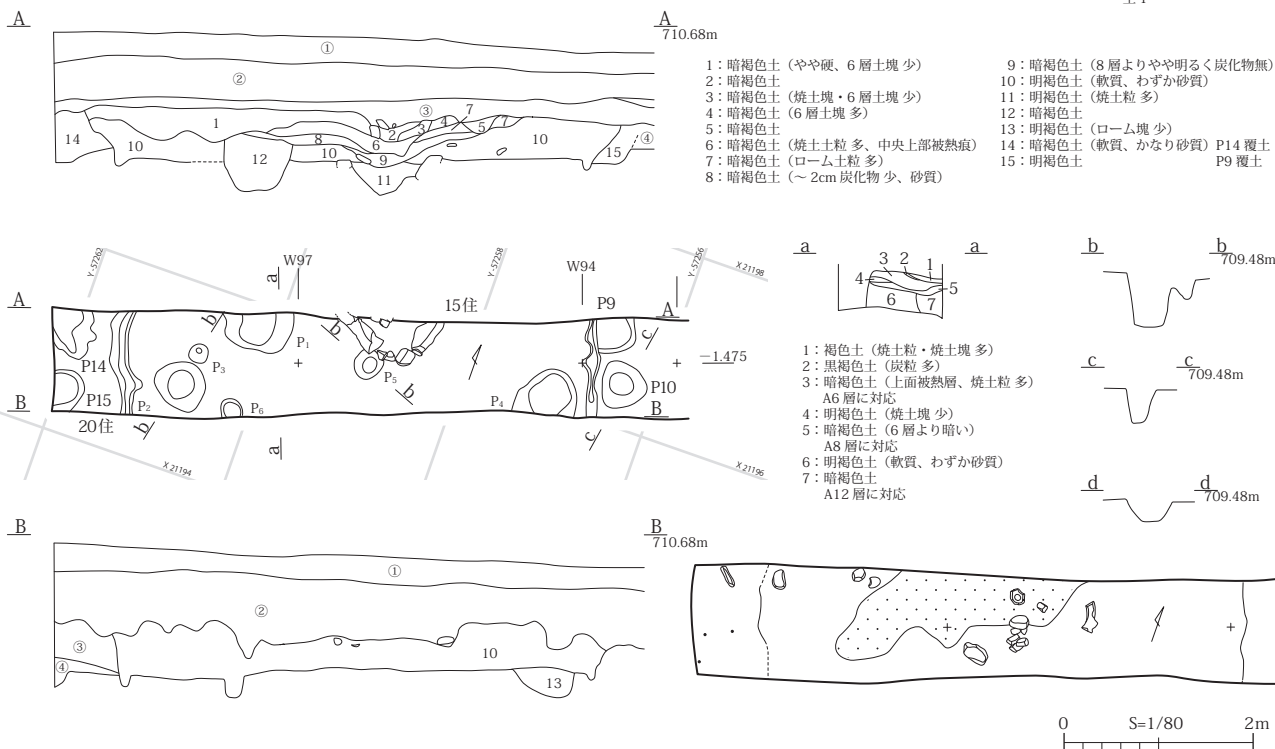 A
A
710.68m
①
②
③
④
1
2
3
4
5
6
7
7
8
9
10
10
10
11
12
14
15
1：暗褐色土（やや硬、6 層土塊 少）
2：暗褐色土
3：暗褐色土（焼土塊・6 層土塊 少）
4：暗褐色土（6 層土塊 多）
5：暗褐色土
6：暗褐色土（焼土土粒 多、中央上部被熱痕）
7：暗褐色土（ローム土粒 多）
8：暗褐色土（～ 2cm 炭化物 少、砂質）
9：暗褐色土（8 層よりやや明るく炭化物無）
10：明褐色土（軟質、わずか砂質）
11：明褐色土（焼土粒 多）
12：暗褐色土
13：明褐色土（ローム塊 少）
14：暗褐色土（軟質、かなり砂質）P14 覆土
15：明褐色土 P9 覆土
Y -57262
W97
Y -57258
W94
Y -57256
X 21198
A
a
15住
P9
A
b
b
c
P1
P14
P3
P5
－1.475
P15
P2
P6
b
P4
P10
B
B
20住
b
a
c
X 21194
X 21196
a
a
3
2
1
4
5
6
7
1：褐色土（焼土粒・焼土塊 多）
2：黒褐色土（炭粒 多）
3：暗褐色土（上面被熱層、焼土粒 多）
A6 層に対応
4：明褐色土（焼土塊 少）
5：暗褐色土（6 層より暗い）
A8 層に対応
6：明褐色土（軟質、わずか砂質）
7：暗褐色土
A12 層に対応
b
b
709.48m
c
c
709.48m
d
d
709.48m
B
B
710.68m
①
②
③
④
10
13
0
S=1/80
2m